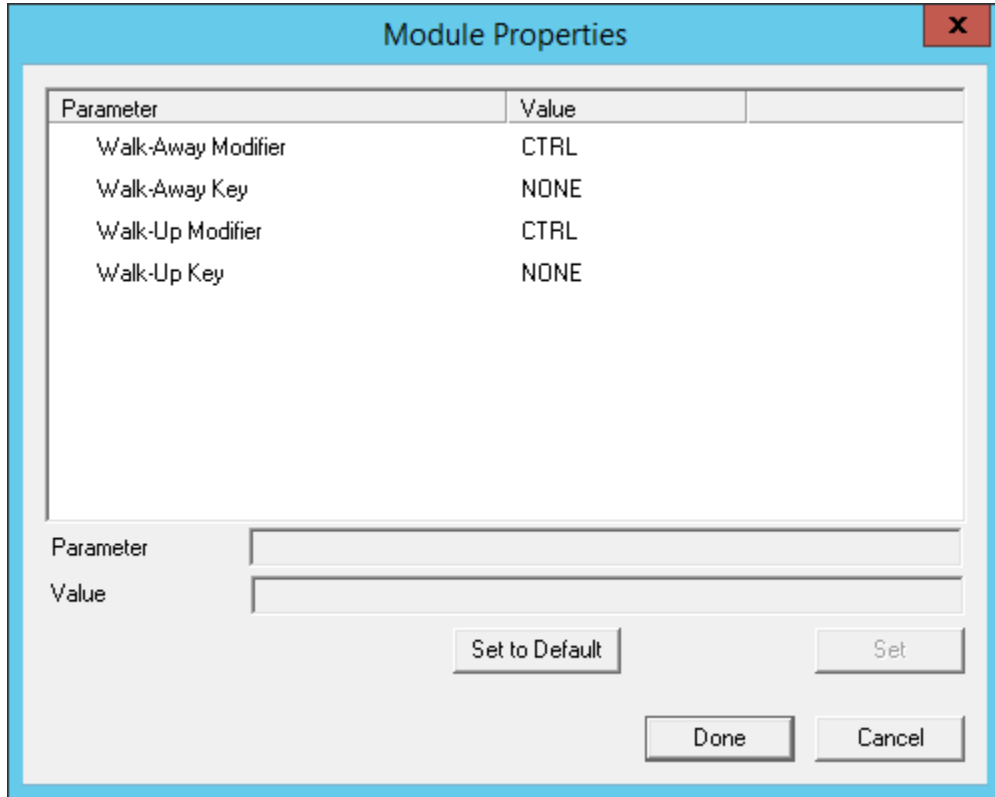 Module Properties
x
Parameter Value
Walk-Away Modifier CTRL
Walk-Away Key NONE
Walk-Up Modifier CTRL
Walk-Up Key NONE
Parameter
Value
Set to Default Set
Done Cancel